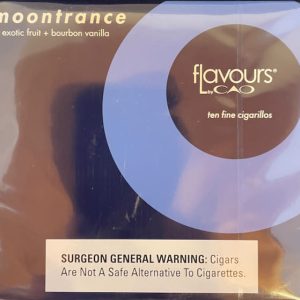 moontrance
exotic fruit + bourbon vanilla
flavours®
by CAO
ten fine cigarillos
SURGEON GENERAL WARNING: Cigars
Are Not A Safe Alternative To Cigarettes.